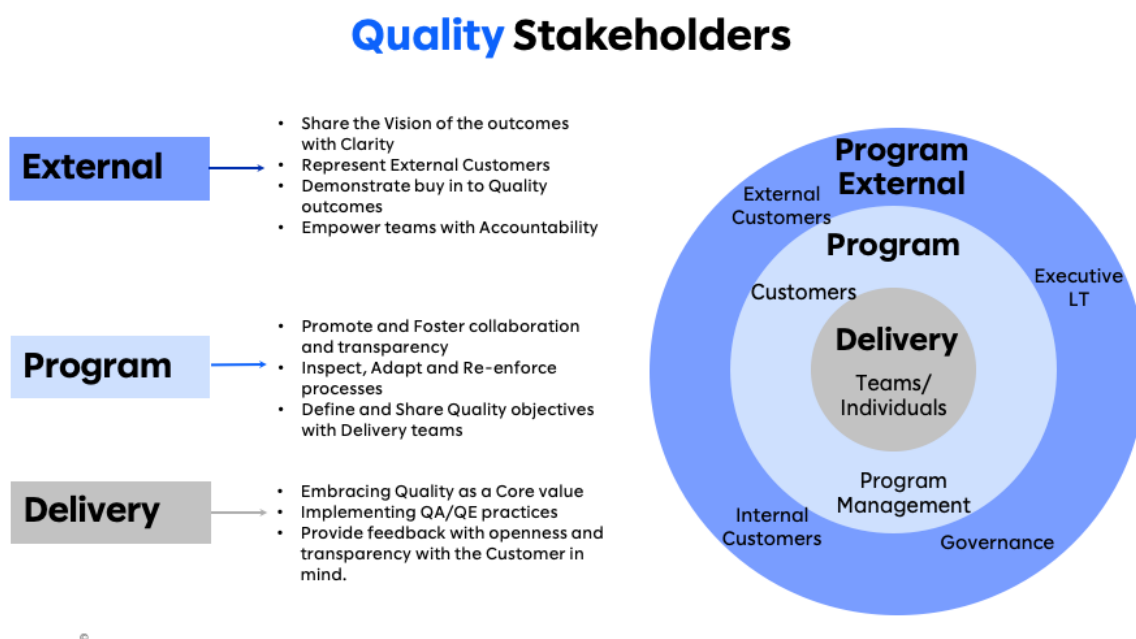 Quality Stakeholders
External
• Share the Vision of the outcomes
with Clarity
• Represent External Customers
• Demonstrate buy in to Quality
outcomes
• Empower teams with Accountability
Program
• Promote and Foster collaboration
and transparency
• Inspect, Adapt and Re-enforce
processes
• Define and Share Quality objectives
with Delivery teams
Delivery
• Embracing Quality as a Core value
• Implementing QA/QE practices
• Provide feedback with openness and
transparency with the Customer in
mind.
Program
External
External
Customers
Program
Executive
LT
Customers
Delivery
Teams/
Individuals
Program
Management
Internal
Customers
Governance